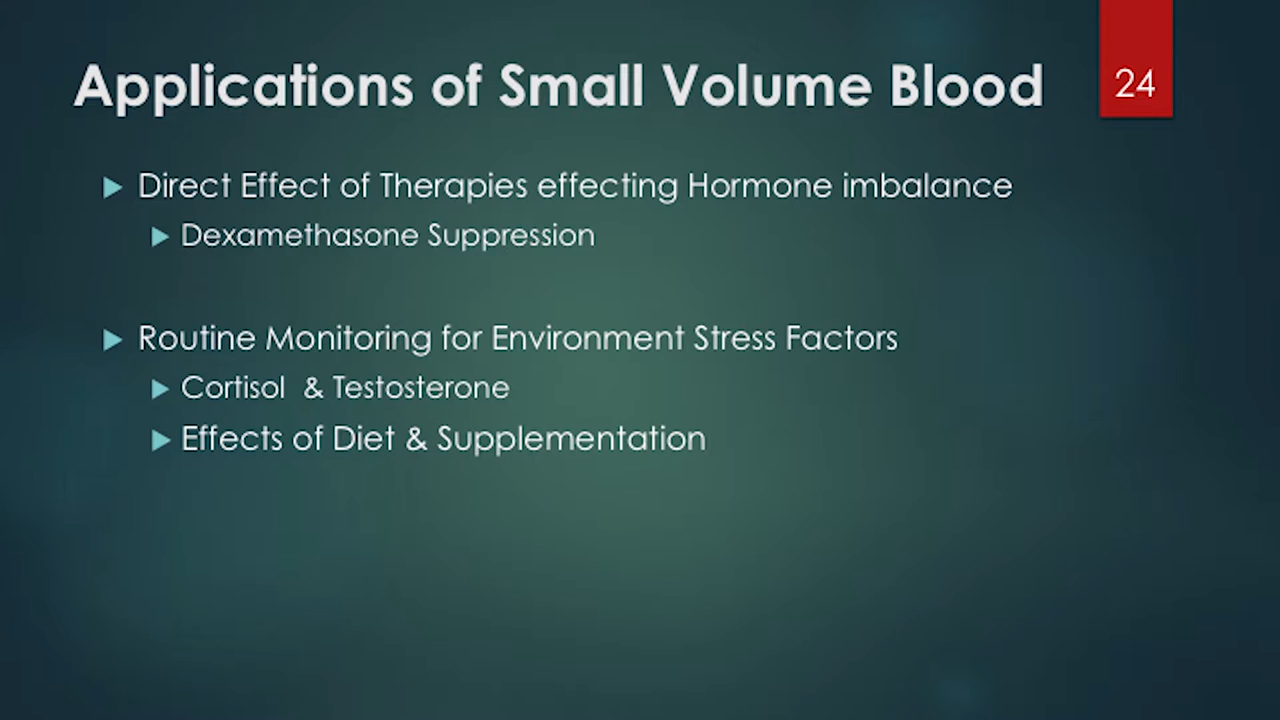 Applications of Small Volume Blood
24
Direct Effect of Therapies effecting Hormone imbalance
Dexamethasone Suppression
Routine Monitoring for Environment Stress Factors
Cortisol & Testosterone
Effects of Diet & Supplementation